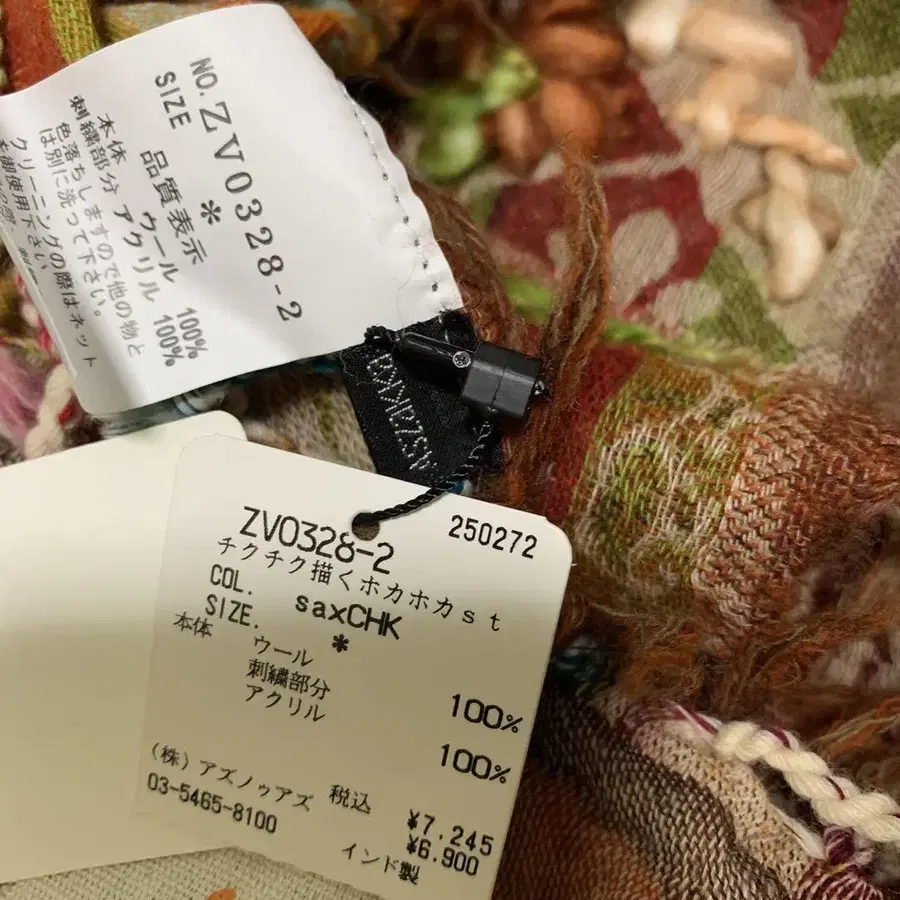 NO. ZV0328-2
SIZE *
品質表示
本体 ウール 100%
刺繍部分 アクリル 100%
色落ちしますので他の物と
は別に洗って下さい。
クリーニングの際はネット
ZV0328-2
250272
チクチク描くホカホカst
COL. saxCHK
SIZE. *
本体
ウール 100%
刺繍部分
アクリル 100%
(株)アズノゥアズ
03-5465-8100
税込 ¥7.245
¥6.900
インド製